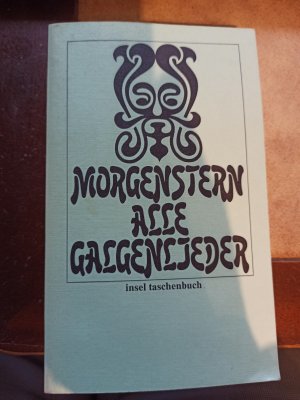 MORGENSTERN
ALLE
GALGENLIEDER
insel taschenbuch